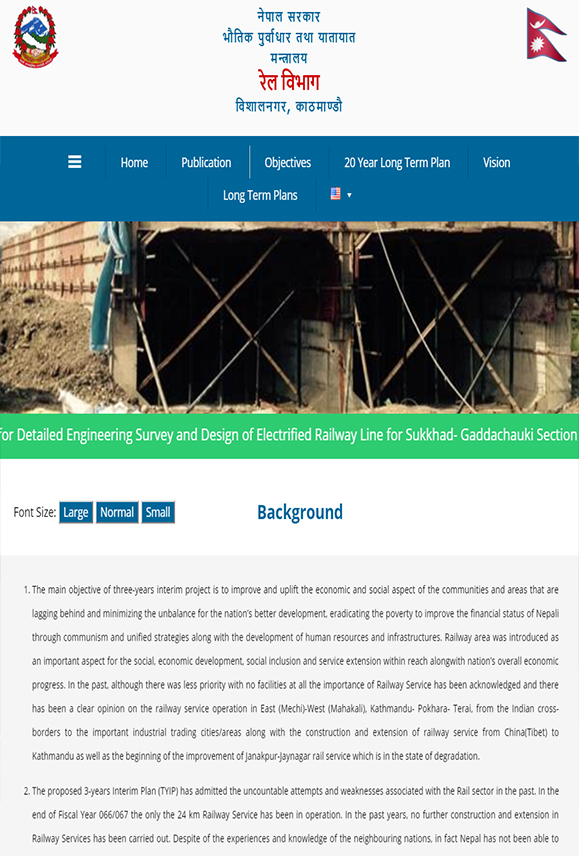 नेपाल सरकार
भौतिक पुर्वाधार तथा यातायात
मन्त्रालय
रेल विभाग
विशालनगर, काठमाण्डौ
Home
Publication
Objectives
20 Year Long Term Plan
Vision
Long Term Plans
for Detailed Engineering Survey and Design of Electrified Railway Line for Sukkhad- Gaddachauki Section
Font Size: Large Normal Small
Background
1. The main objective of three-years interim project is to improve and uplift the economic and social aspect of the communities and areas that are
lagging behind and minimizing the unbalance for the nation's better development, eradicating the poverty to improve the financial status of Nepali
through communism and unified strategies along with the development of human resources and infrastructures. Railway area was introduced as
an important aspect for the social, economic development, social inclusion and service extension within reach alongwith nation's overall economic
progress. In the past, although there was less priority with no facilities at all the importance of Railway Service has been acknowledged and there
has been a clear opinion on the railway service operation in East (Mechi)-West (Mahakali), Kathmandu- Pokhara- Terai, from the Indian cross-
borders to the important industrial trading cities/areas along with the construction and extension of railway service from China(Tibet) to
Kathmandu as well as the beginning of the improvement of Janakpur-Jaynagar rail service which is in the state of degradation.
2. The proposed 3-years Interim Plan (TYIP) has admitted the uncountable attempts and weaknesses associated with the Rail sector in the past. In the
end of Fiscal Year 066/067 the only the 24 km Railway Service has been in operation. In the past years, no further construction and extension in
Railway Services has been carried out. Despite of the experiences and knowledge of the neighbouring nations, in fact Nepal has not been able to